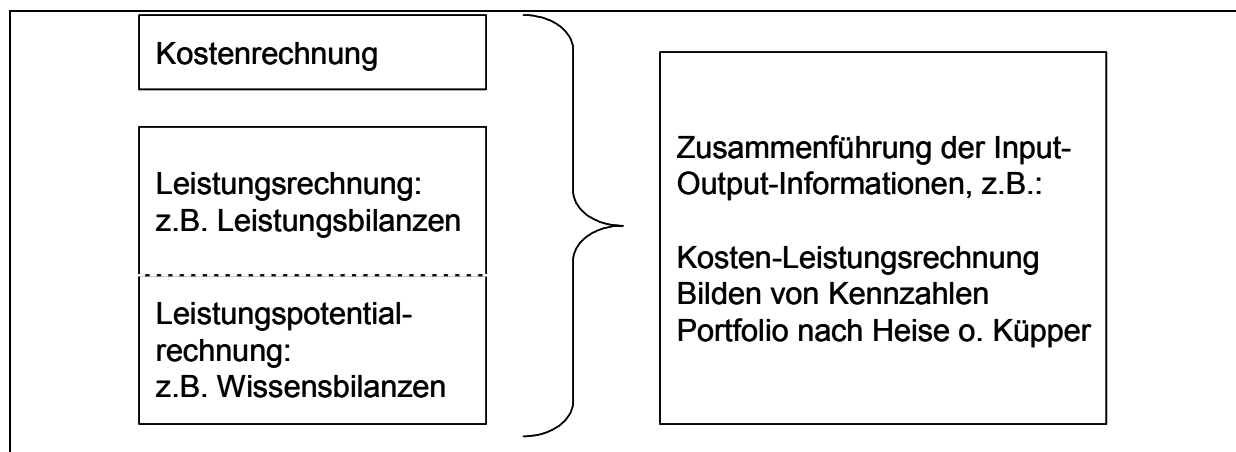 Kostenrechnung
Leistungsrechnung:
z.B. Leistungsbilanzen
Leistungspotential-
rechnung:
z.B. Wissensbilanzen
Zusammenführung der Input-
Output-Informationen, z.B.:
Kosten-Leistungsrechnung
Bilden von Kennzahlen
Portfolio nach Heise o. Küpper